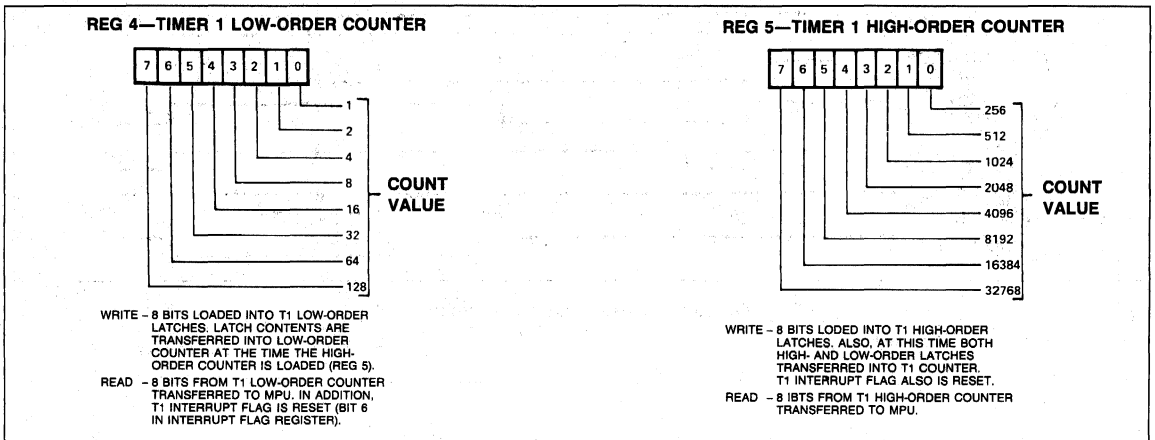 REG 4—TIMER 1 LOW-ORDER COUNTER
7 6 5 4 3 2 1 0
1
2
4
8
16
32
64
128
COUNT
VALUE
WRITE – 8 BITS LOADED INTO T1 LOW-ORDER
LATCHES. LATCH CONTENTS ARE
TRANSFERRED INTO LOW-ORDER
COUNTER AT THE TIME THE HIGH-
ORDER COUNTER IS LOADED (REG 5).
READ – 8 BITS FROM T1 LOW-ORDER COUNTER
TRANSFERRED TO MPU. IN ADDITION,
T1 INTERRUPT FLAG IS RESET (BIT 6
IN INTERRUPT FLAG REGISTER).
REG 5—TIMER 1 HIGH-ORDER COUNTER
7 6 5 4 3 2 1 0
256
512
1024
2048
4096
8192
16384
32768
COUNT
VALUE
WRITE – 8 BITS LODED INTO T1 HIGH-ORDER
LATCHES. ALSO, AT THIS TIME BOTH
HIGH- AND LOW-ORDER LATCHES
TRANSFERRED INTO T1 COUNTER.
T1 INTERRUPT FLAG ALSO IS RESET.
READ – 8 IBTS FROM T1 HIGH-ORDER COUNTER
TRANSFERRED TO MPU.